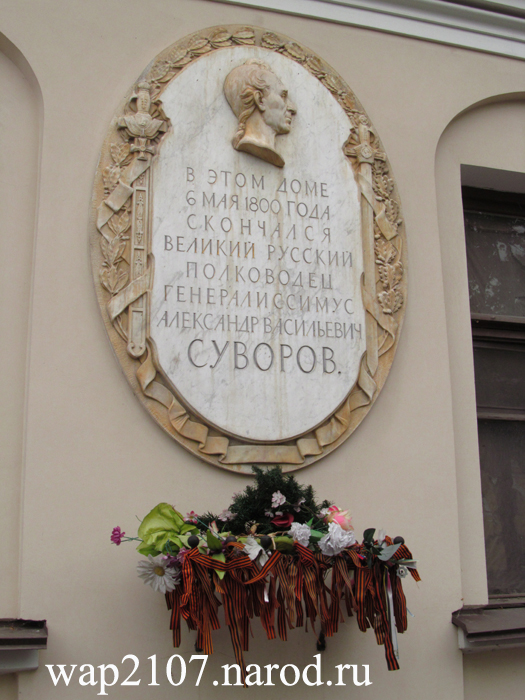 В ЭТОМ ДОМЕ
6 МАЯ 1800 ГОДА
СКОНЧАЛСЯ
ВЕЛИКИЙ РУССКИЙ
ПОЛКОВОДЕЦ
ГЕНЕРАЛИССИМУС
АЛЕКСАНДР ВАСИЛЬЕВИЧ
СУВОРОВ.
wap2107.narod.ru